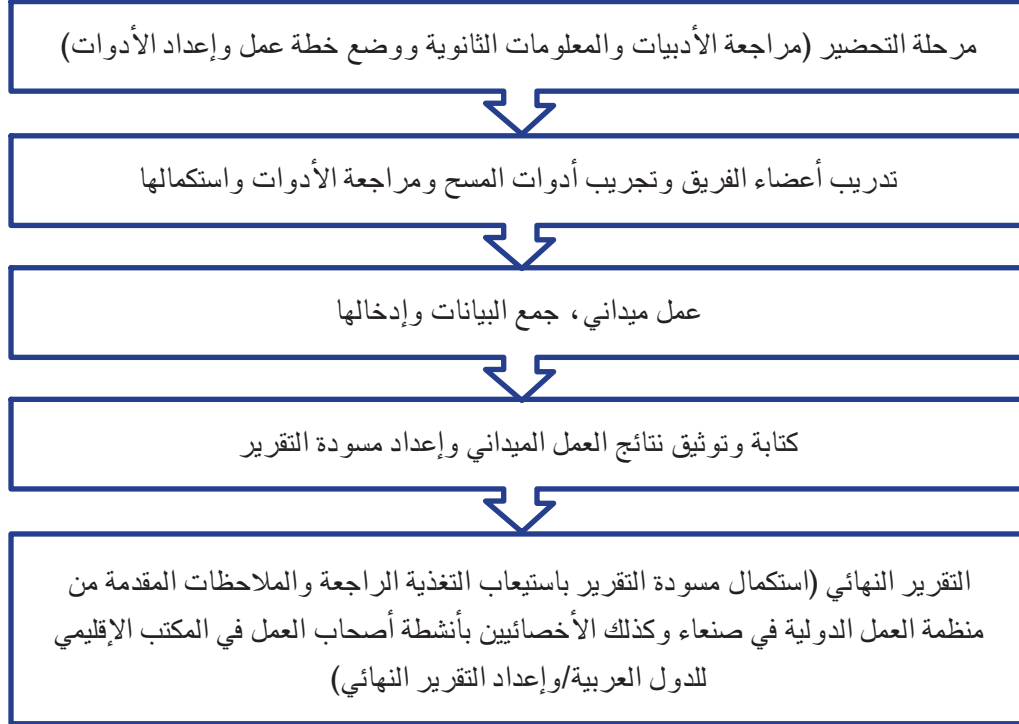 مرحلة التحضير (مراجعة الأدبيات والمعلومات الثانوية ووضع خطة عمل وإعداد الأدوات)
تدريب أعضاء الفريق وتجريب أدوات المسح ومراجعة الأدوات واستكمالها
عمل ميداني، جمع البيانات وإدخالها
كتابة وتوثيق نتائج العمل الميداني وإعداد مسودة التقرير
التقرير النهائي (استكمال مسودة التقرير باستيعاب التغذية الراجعة والملاحظات المقدمة من
منظمة العمل الدولية في صنعاء وكذلك الأخصائيين بأنشطة أصحاب العمل في المكتب الإقليمي
للدول العربية/وإعداد التقرير النهائي)